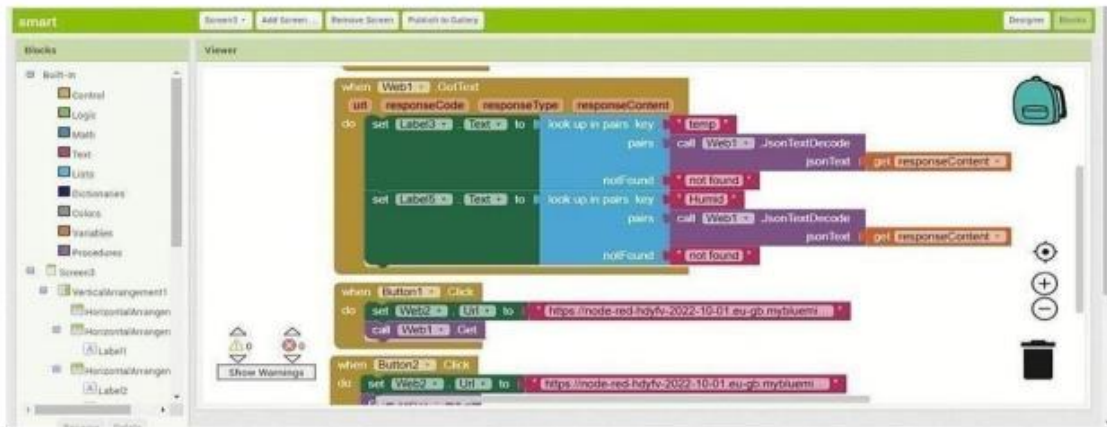 smart Screen3 Add Screen ... Remove Screen Publish to Gallery Designer Blocks
Blocks Viewer
Built-in
Control
Logic
Math
Text
Lists
Dictionaries
Colors
Variables
Procedures
Screen3
VerticalArrangement1
HorizontalArrangen
HorizontalArrangen
Label1
HorizontalArrangen
Label2
when Web1 .GotText
url responseCode responseType responseContent
do set Label3 . Text to look up in pairs key " temp "
pairs call Web1 .JsonTextDecode
jsonText get responseContent
notFound " not found "
set Label5 . Text to look up in pairs key " Humid "
pairs call Web1 .JsonTextDecode
jsonText get responseContent
notFound " not found "
when Button1 .Click
do set Web2 . Url to " https://node-red-hdyfv-2022-10-01.eu-gb.mybluemi... "
call Web1 .Get
when Button2 .Click
do set Web2 . Url to " https://node-red-hdyfv-2022-10-01.eu-gb.mybluemi... "
0 0
Show Warnings
Rename Delete